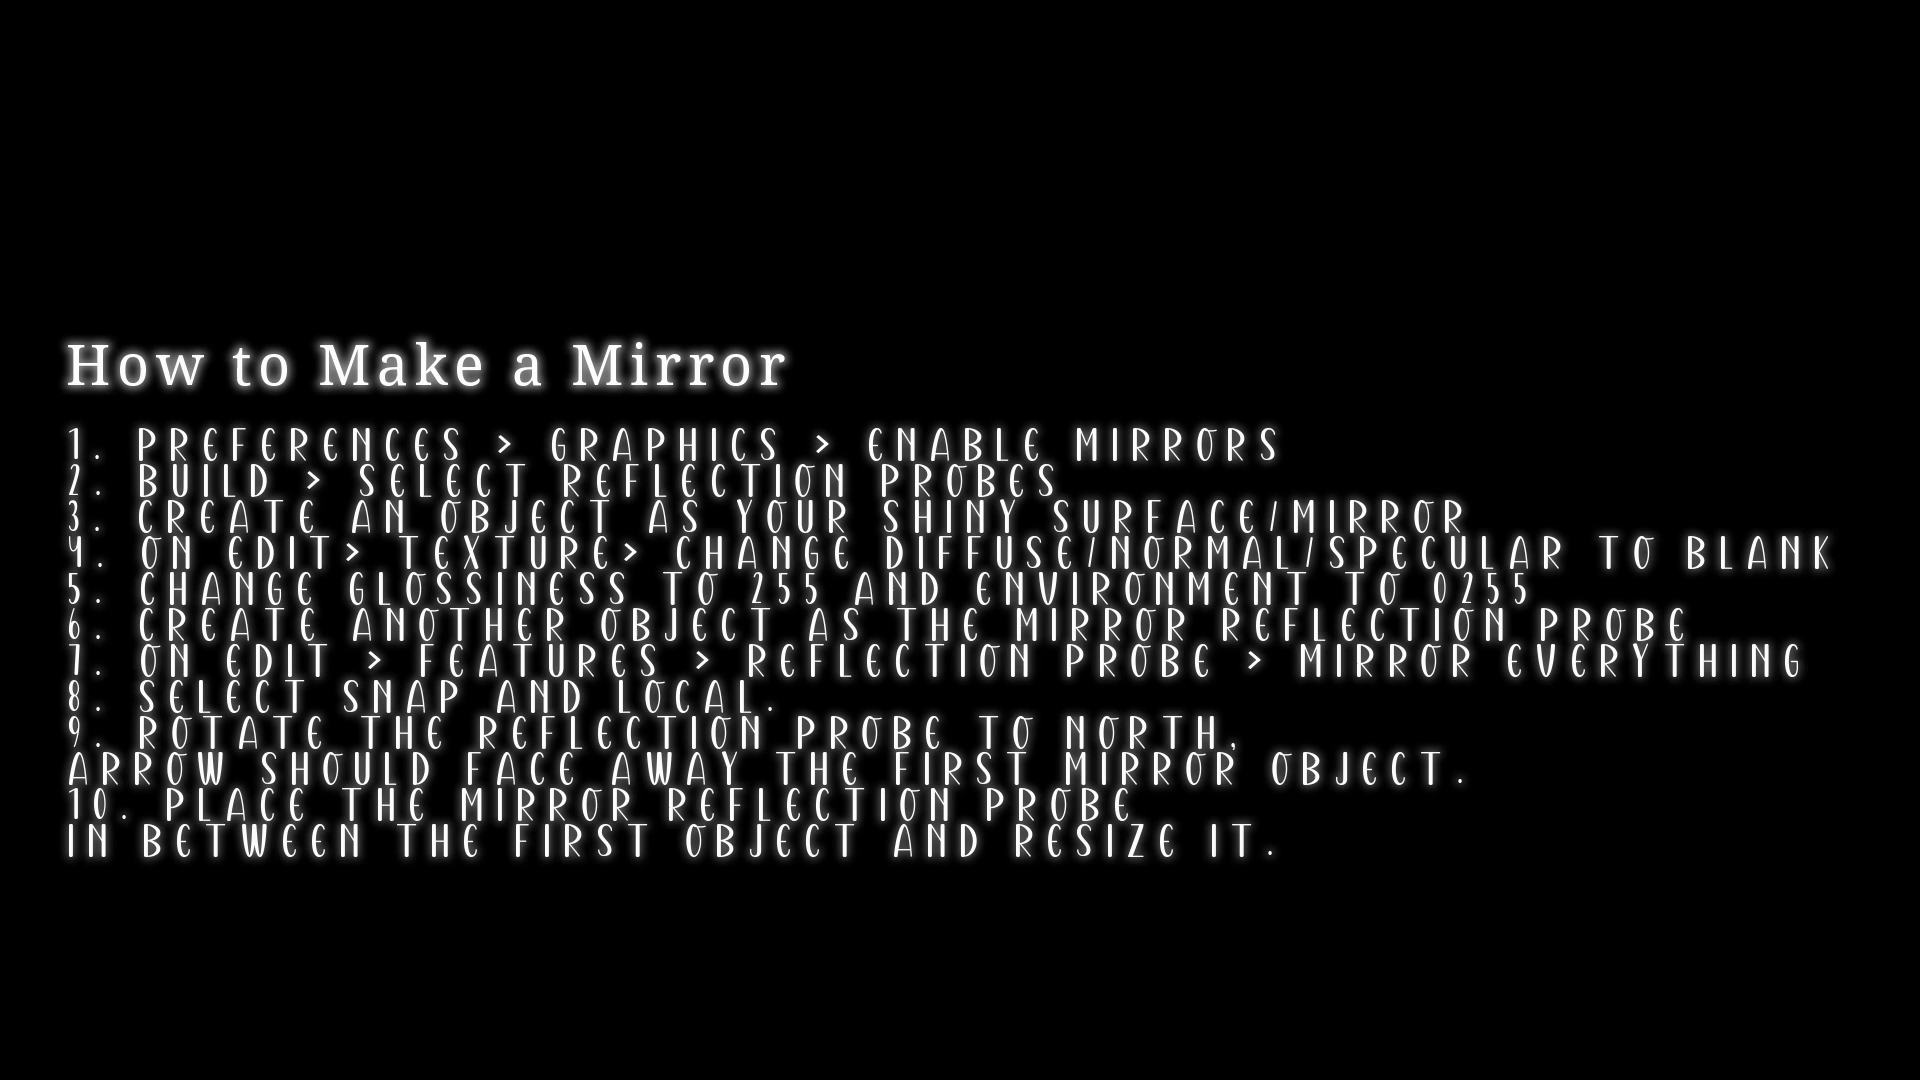 How to Make a Mirror
1. PREFERENCES > GRAPHICS > ENABLE MIRRORS
2. BUILD > SELECT REFLECTION PROBES
3. CREATE AN OBJECT AS YOUR SHINY SURFACE/MIRROR
4. ON EDIT> TEXTURE> CHANGE DIFFUSE/NORMAL/SPECULAR TO BLANK
5. CHANGE GLOSSINESS TO 255 AND ENVIRONMENT TO 0255
6. CREATE ANOTHER OBJECT AS THE MIRROR REFLECTION PROBE
7. ON EDIT > FEATURES > REFLECTION PROBE > MIRROR EVERYTHING
8. SELECT SNAP AND LOCAL.
9. ROTATE THE REFLECTION PROBE TO NORTH,
ARROW SHOULD FACE AWAY THE FIRST MIRROR OBJECT.
10. PLACE THE MIRROR REFLECTION PROBE
IN BETWEEN THE FIRST OBJECT AND RESIZE IT.